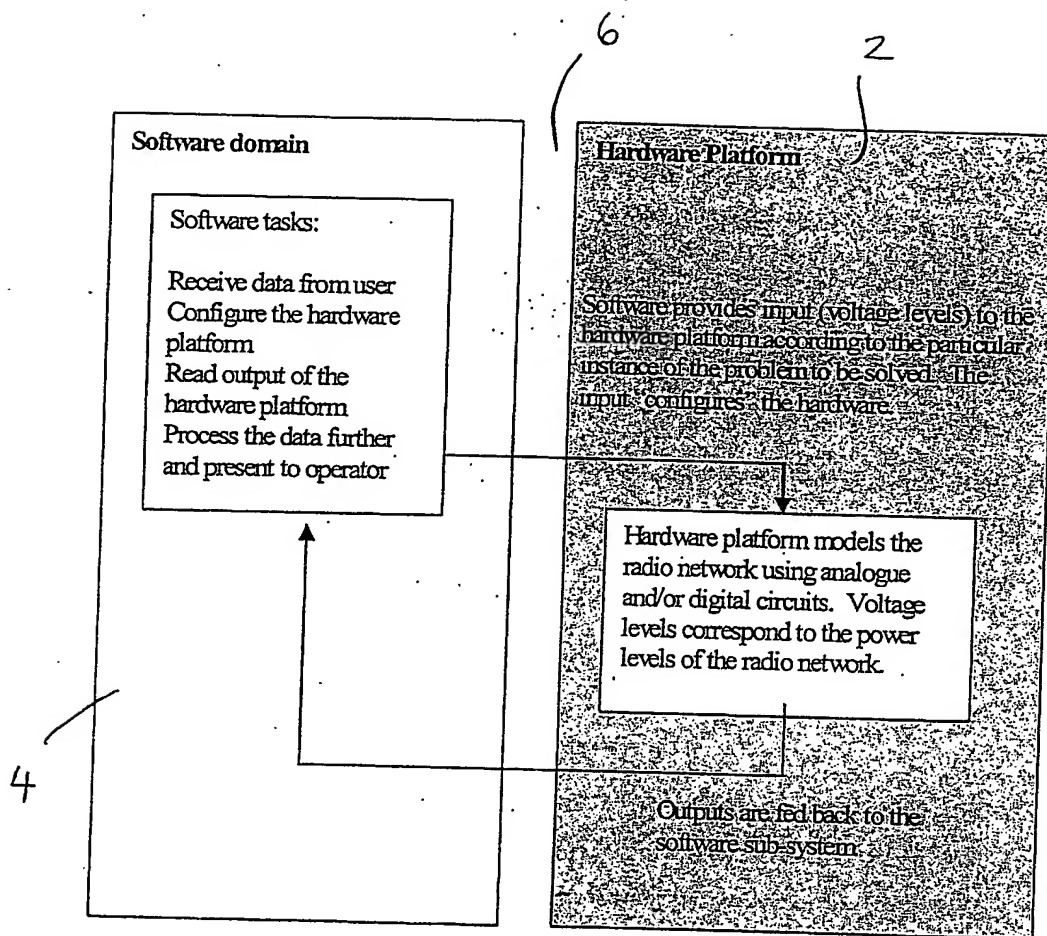 6
2
Software domain
Software tasks:
Receive data from user
Configure the hardware
platform
Read output of the
hardware platform
Process the data further
and present to operator
4
Hardware Platform
Software provides input (voltage levels) to the
hardware platform according to the particular
instance of the problem to be solved. The
input "configures" the hardware.
Hardware platform models the
radio network using analogue
and/or digital circuits. Voltage
levels correspond to the power
levels of the radio network.
Outputs are fed back to the
software sub-system.